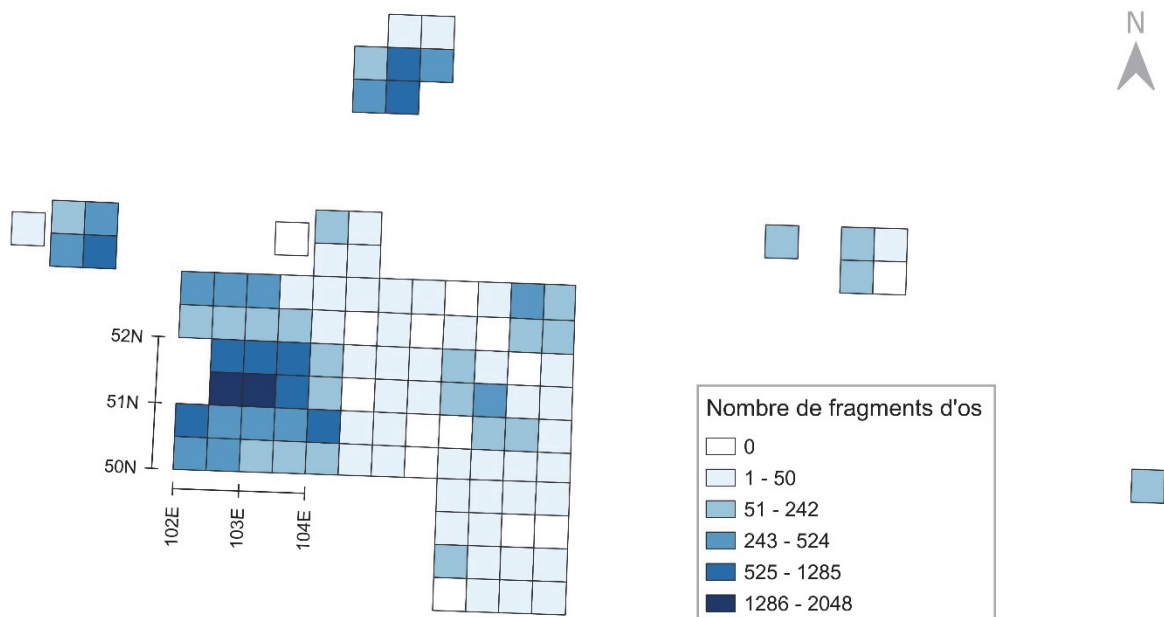 N
52N
51N
50N
102E
103E
104E
Nombre de fragments d'os
0
1 - 50
51 - 242
243 - 524
525 - 1285
1286 - 2048